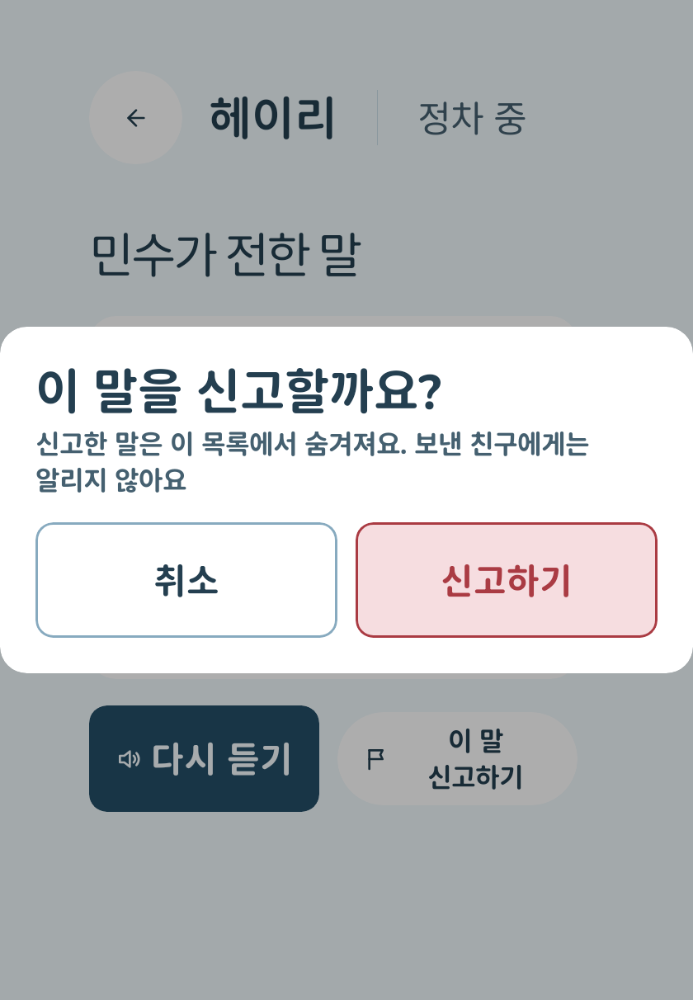 헤이리
정차 중
민수가 전한 말
이 말을 신고할까요?
신고한 말은 이 목록에서 숨겨져요. 보낸 친구에게는
알리지 않아요
취소
신고하기
다시 듣기
이 말
신고하기